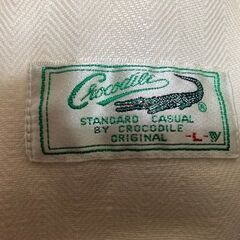 Crocodile
®
STANDARD CASUAL
BY CROCODILE
ORIGINAL
-L-W